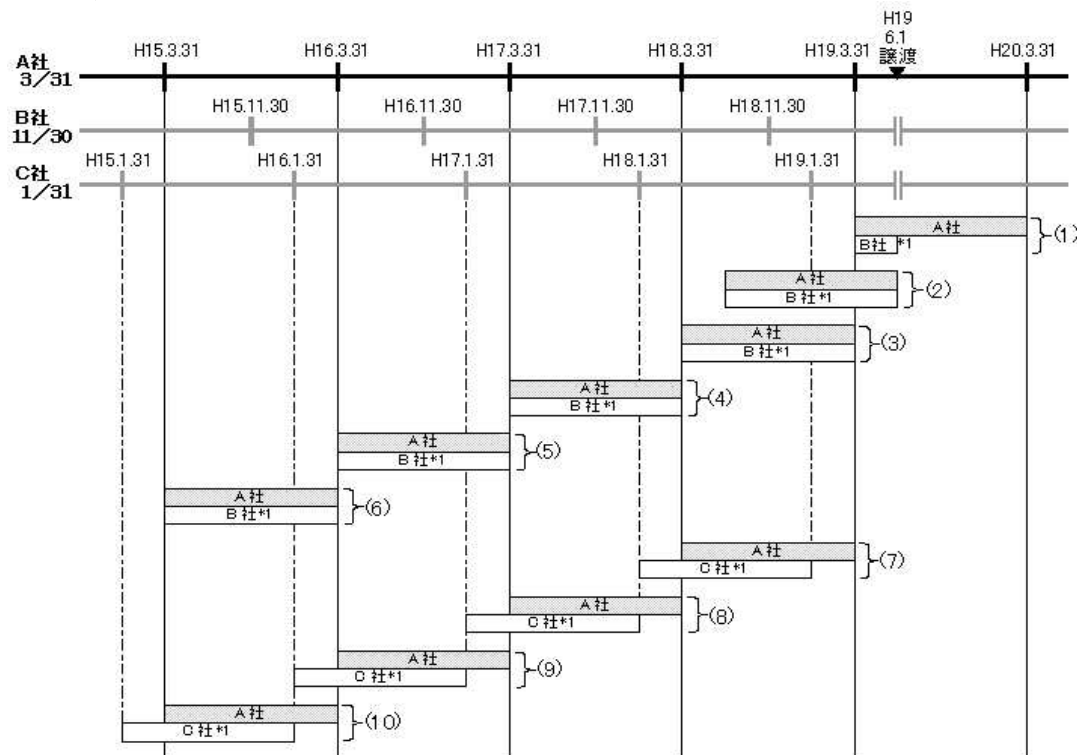 H19
6.1
譲渡
H15.3.31 H16.3.31 H17.3.31 H18.3.31 H19.3.31 H20.3.31
A社
3／31
H15.11.30 H16.11.30 H17.11.30 H18.11.30
B社
11／30
H15.1.31 H16.1.31 H17.1.31 H18.1.31 H19.1.31
C社
1／31
A社
B社 *1
(1)
A社
B社*1
(2)
A社
B社*1
(3)
A社
B社*1
(4)
A社
B社*1
(5)
A社
B社*1
(6)
A社
C社*1
(7)
A社
C社*1
(8)
A社
C社*1
(9)
A社
C社*1
(10)